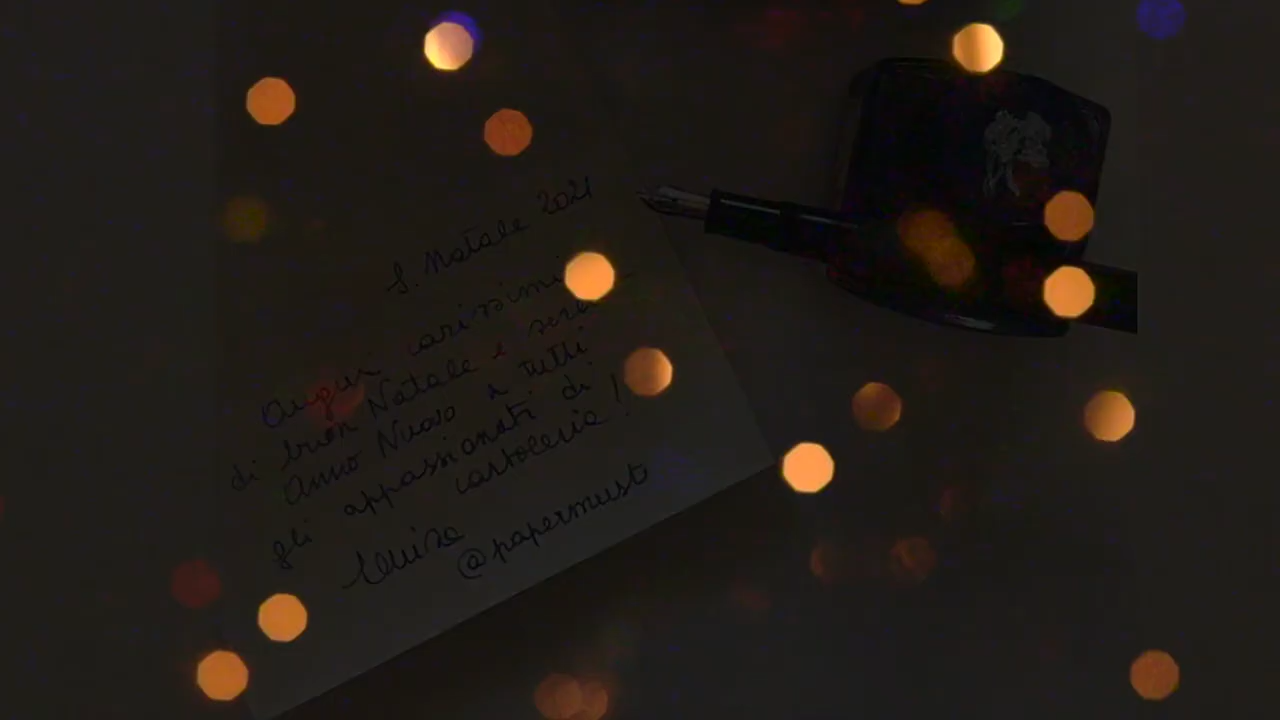 S. Natale 2021
Auguri carissimi
di buon Natale e
Anno Nuovo a tutti
gli appassionati di
cartoleria!
Luisa
@papermust